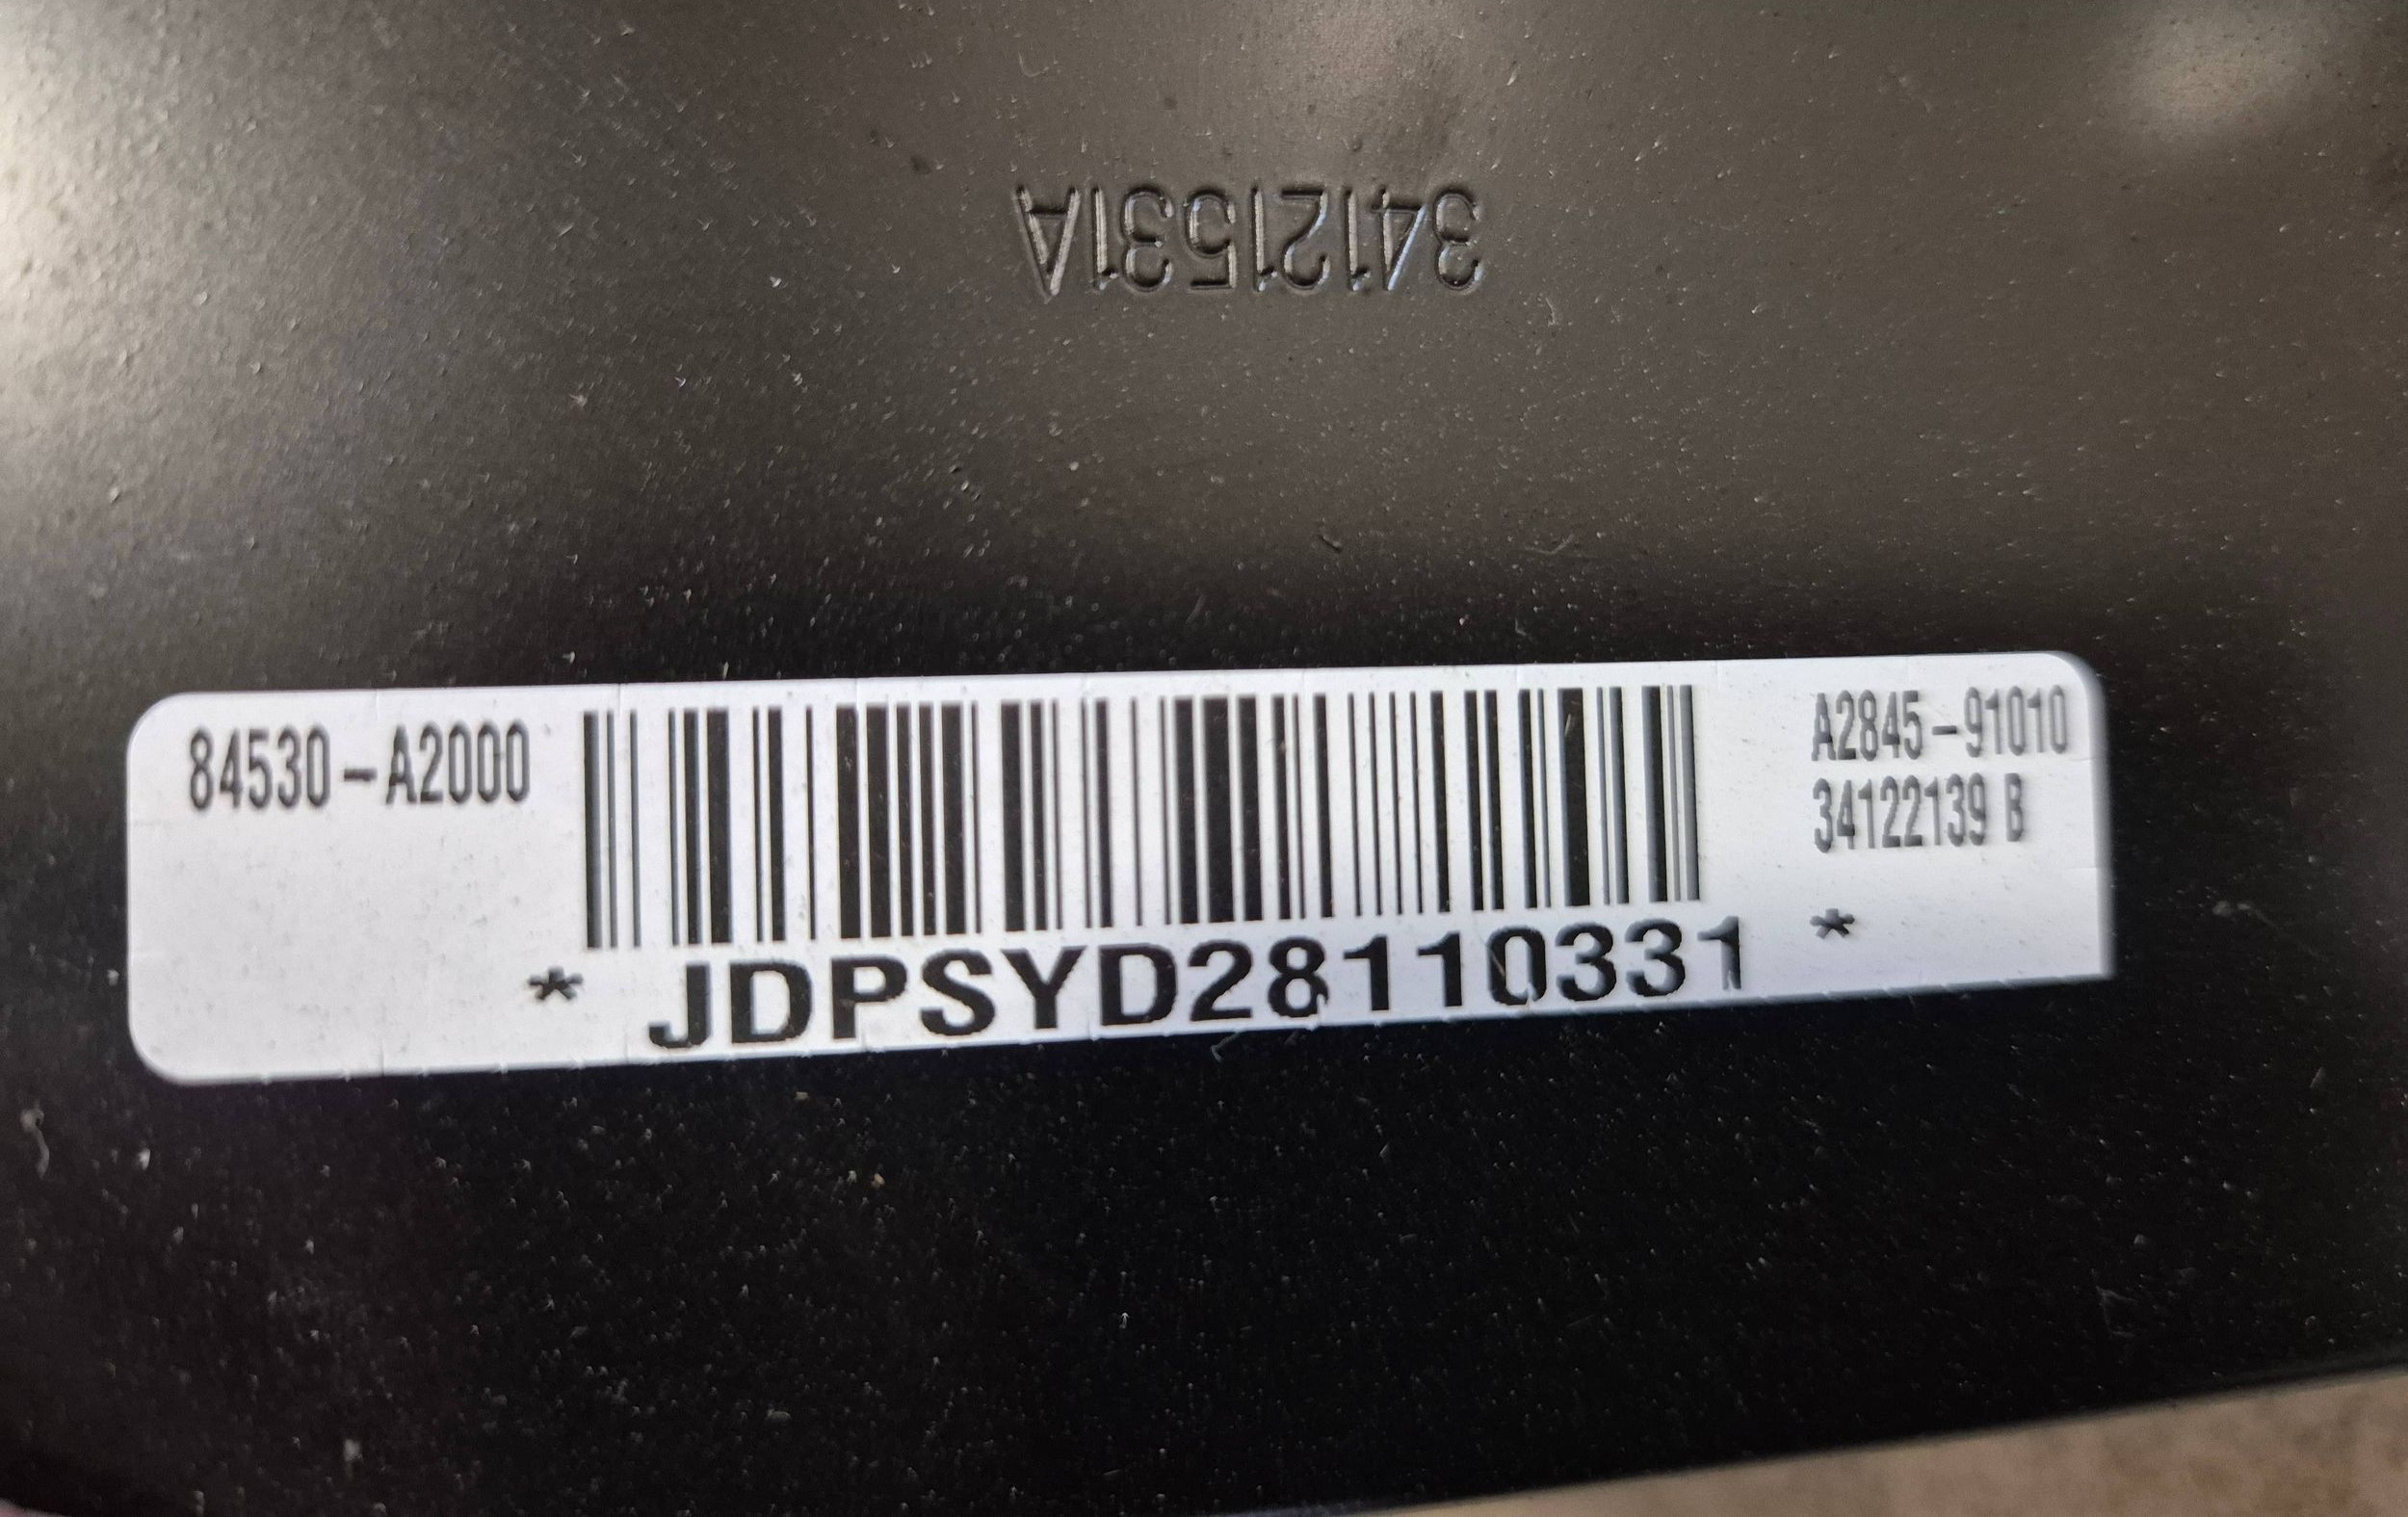 34121531A
84530-A2000
A2845-91010
34122139 B
* JDPSYD28110331 *